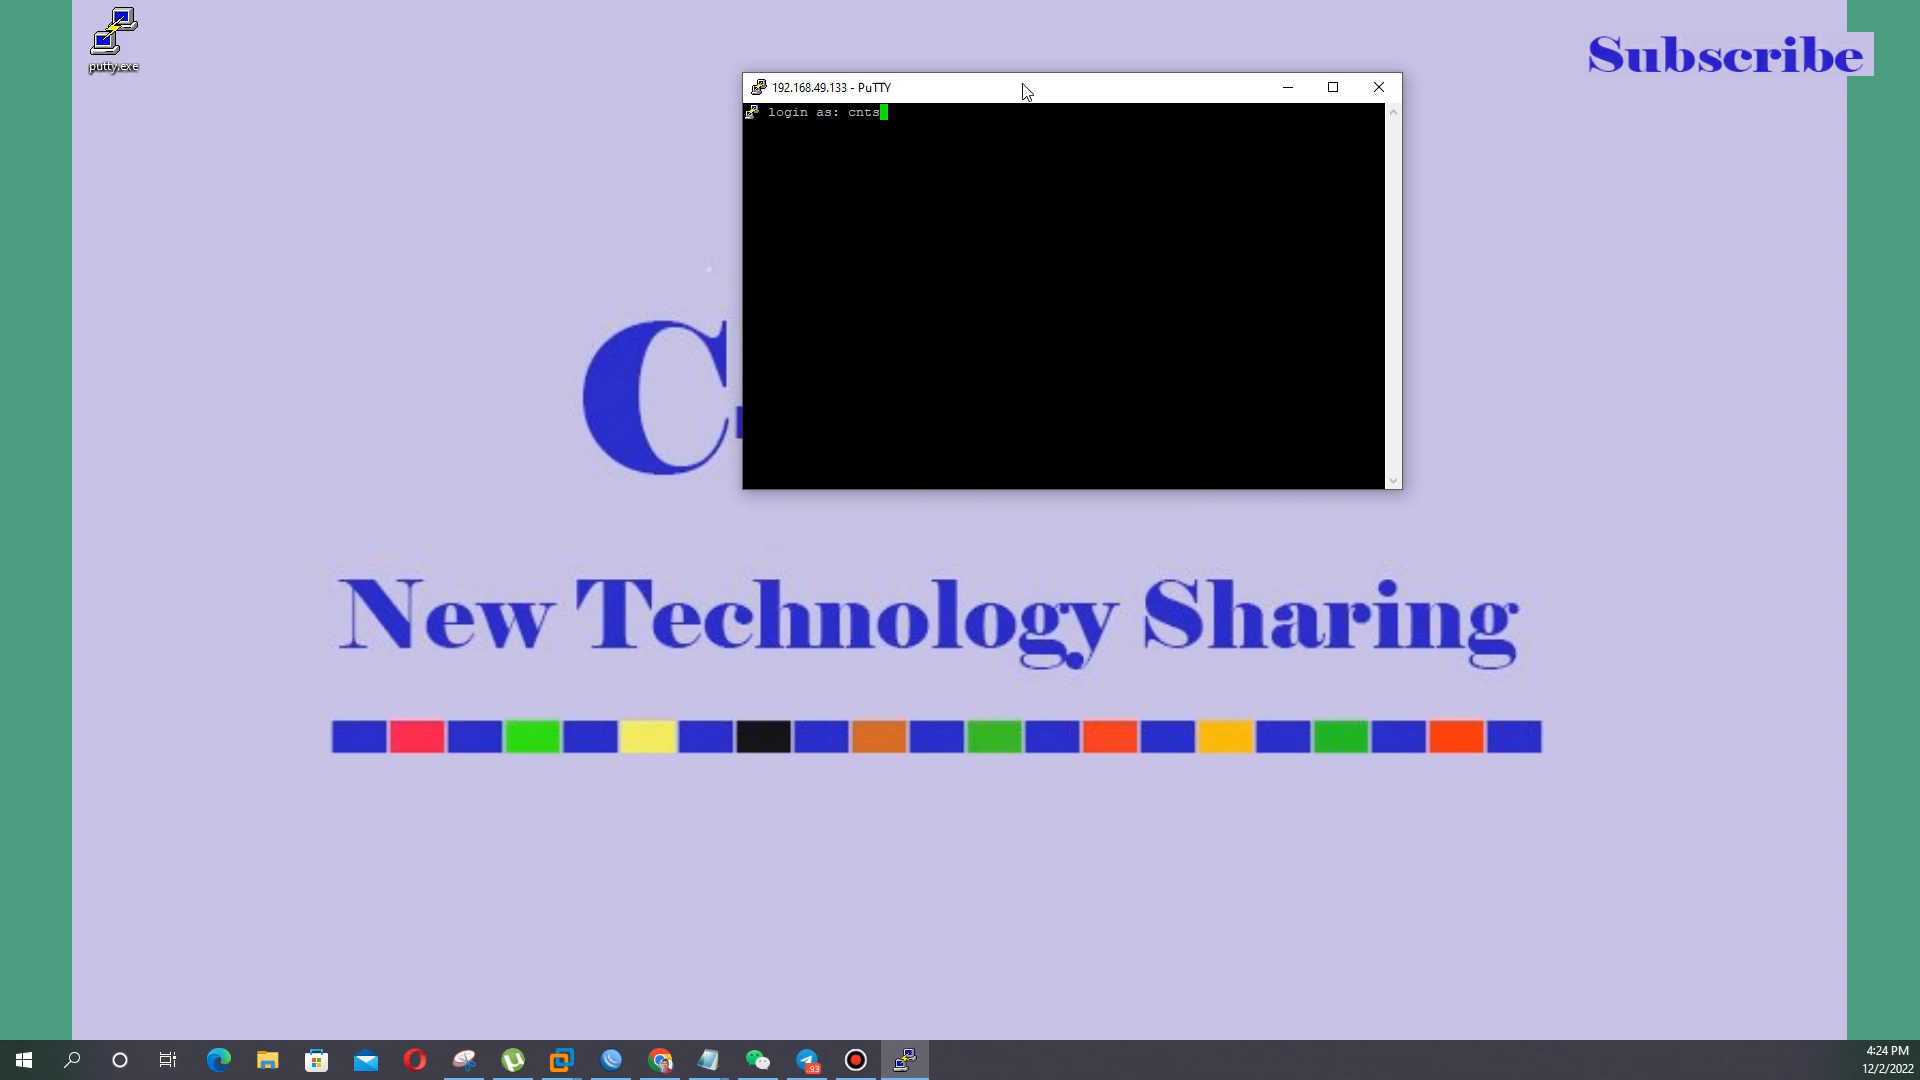 putty.exe
Subscribe
192.168.49.133 - PuTTY
login as: cnts
C
New Technology Sharing
93
4:24 PM
12/2/2022